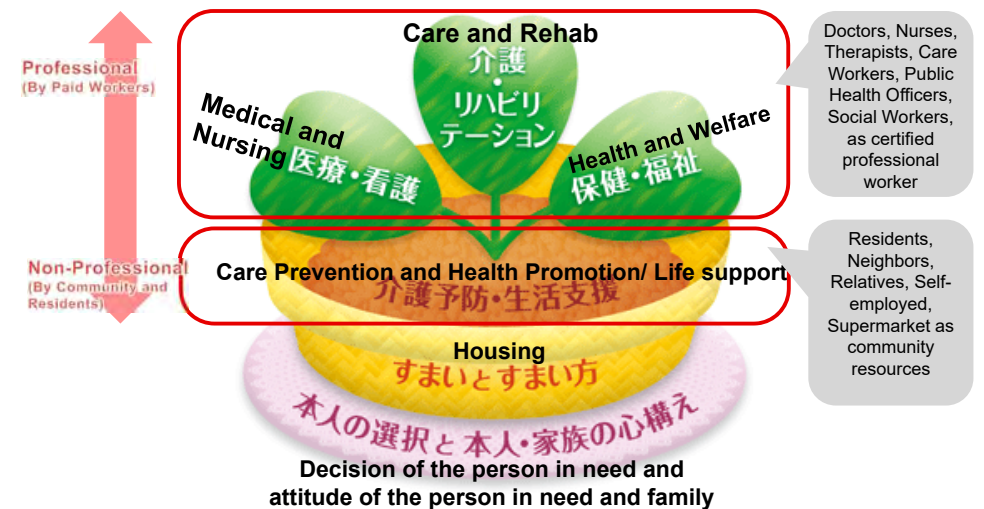 Professional
(By Paid Workers)
Non-Professional
(By Community and
Residents)
Care and Rehab
介護
・
リハビリ
テーション
Medical and
Nursing
医療・看護
Health and Welfare
保健・福祉
Care Prevention and Health Promotion/ Life support
介護予防・生活支援
Housing
すまいとすまい方
本人の選択と本人・家族の心構え
Decision of the person in need and
attitude of the person in need and family
Doctors, Nurses,
Therapists, Care
Workers, Public
Health Officers,
Social Workers,
as certified
professional
worker
Residents,
Neighbors,
Relatives, Self-
employed,
Supermarket as
community
resources